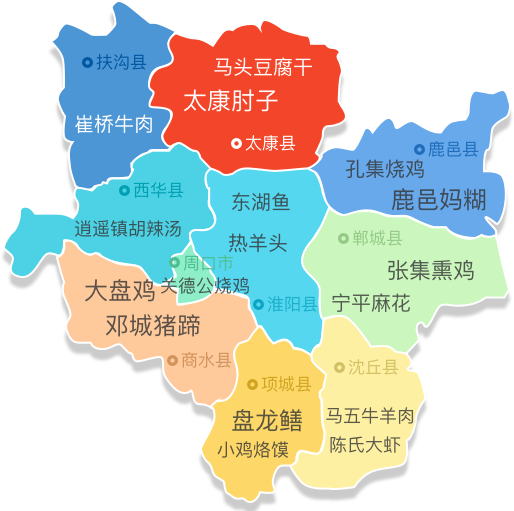 扶沟县
崔桥牛肉
马头豆腐干
太康肘子
太康县
鹿邑县
孔集烧鸡
鹿邑妈糊
西华县
逍遥镇胡辣汤
东湖鱼
热羊头
淮阳县
郸城县
张集熏鸡
宁平麻花
周口市
关德公烧鸡
大盘鸡
邓城猪蹄
商水县
项城县
盘龙鳝
小鸡烙馍
沈丘县
马五牛羊肉
陈氏大虾